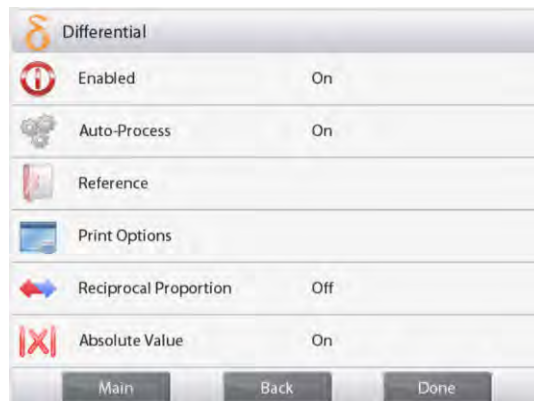 δ Differential
Enabled On
Auto-Process On
Reference
Print Options
Reciprocal Proportion Off
|X| Absolute Value On
Main Back Done